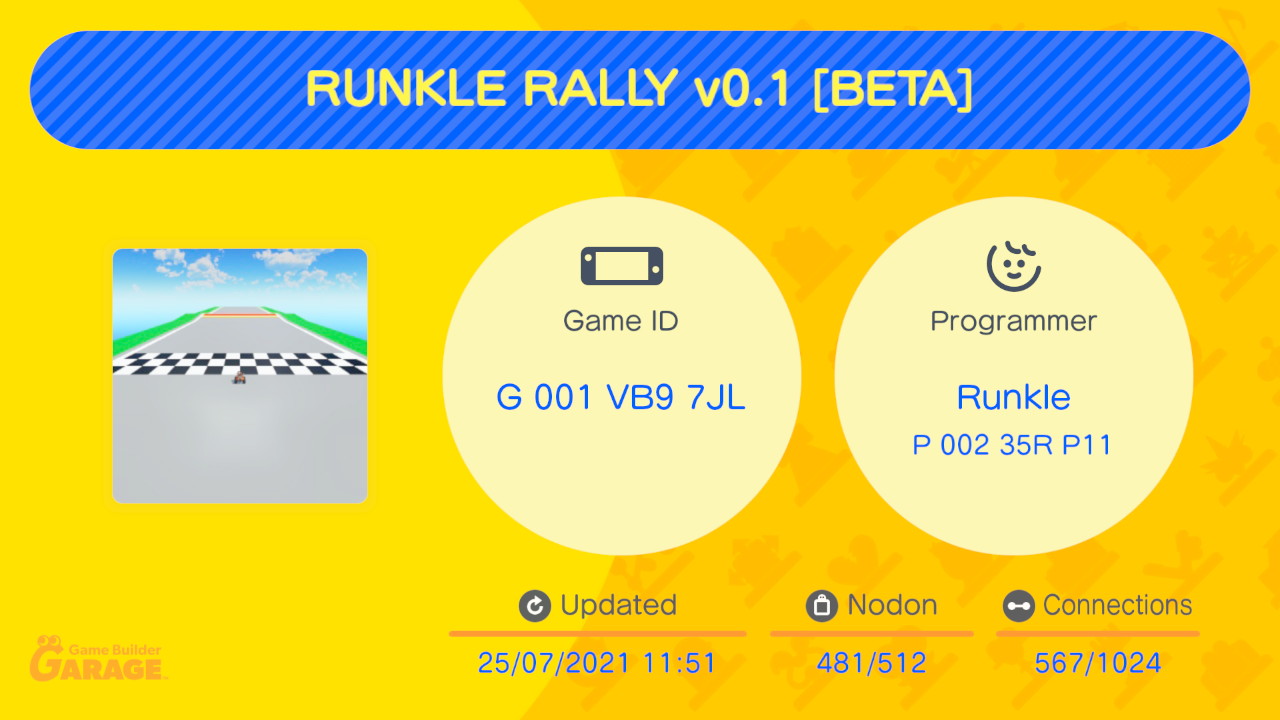 RUNKLE RALLY v0.1 [BETA]
Game ID
G 001 VB9 7JL
Programmer
Runkle
P 002 35R P11
Updated
25/07/2021 11:51
Nodon
481/512
Connections
567/1024
Game Builder
GARAGE™